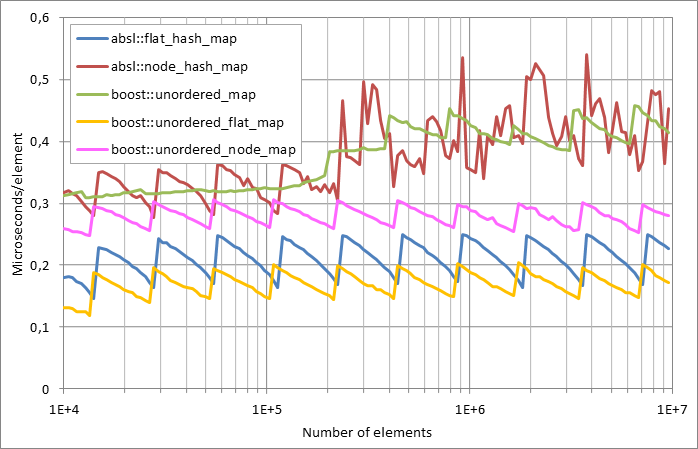 0,6
absl::flat_hash_map
absl::node_hash_map
boost::unordered_map
boost::unordered_flat_map
boost::unordered_node_map
0,5
0,4
0,3
0,2
0,1
0
Microseconds/element
1E+4
1E+5
1E+6
1E+7
Number of elements